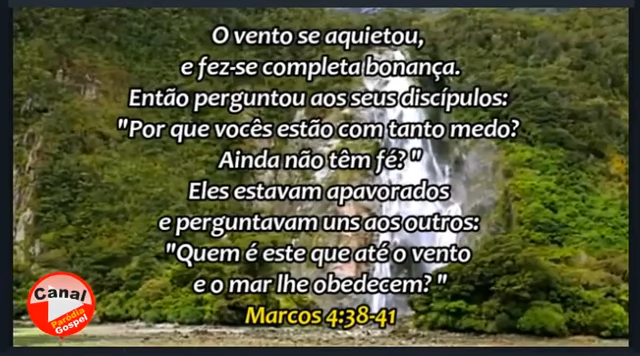 O vento se aquietou,
e fez-se completa bonança.
Então perguntou aos seus discípulos:
"Por que vocês estão com tanto medo?
Ainda não têm fé? "
Eles estavam apavorados
e perguntavam uns aos outros:
"Quem é este que até o vento
e o mar lhe obedecem? "
Marcos 4:38-41
Canal
Paródia
Gospel